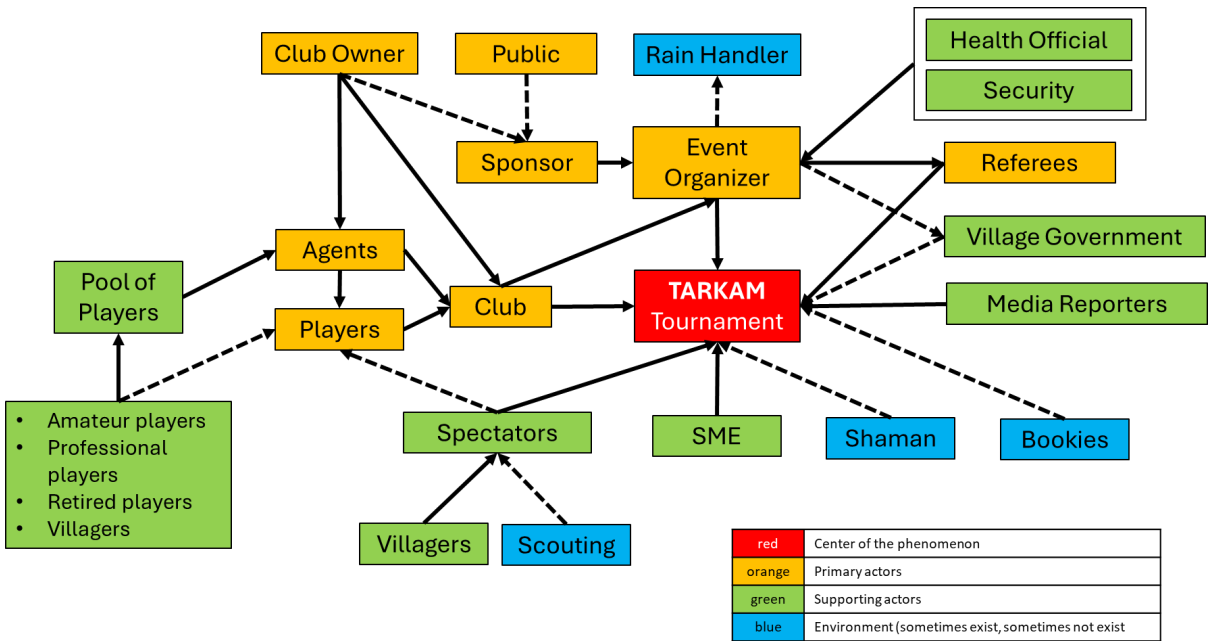 Club Owner
Public
Rain Handler
Health Official
Security
Sponsor
Event
Organizer
Referees
Village Government
Media Reporters
Agents
Pool of
Players
Players
Club
TARKAM
Tournament
• Amateur players
• Professional
players
• Retired players
• Villagers
Spectators
SME
Shaman
Bookies
Villagers
Scouting
red Center of the phenomenon
orange Primary actors
green Supporting actors
blue Environment (sometimes exist, sometimes not exist